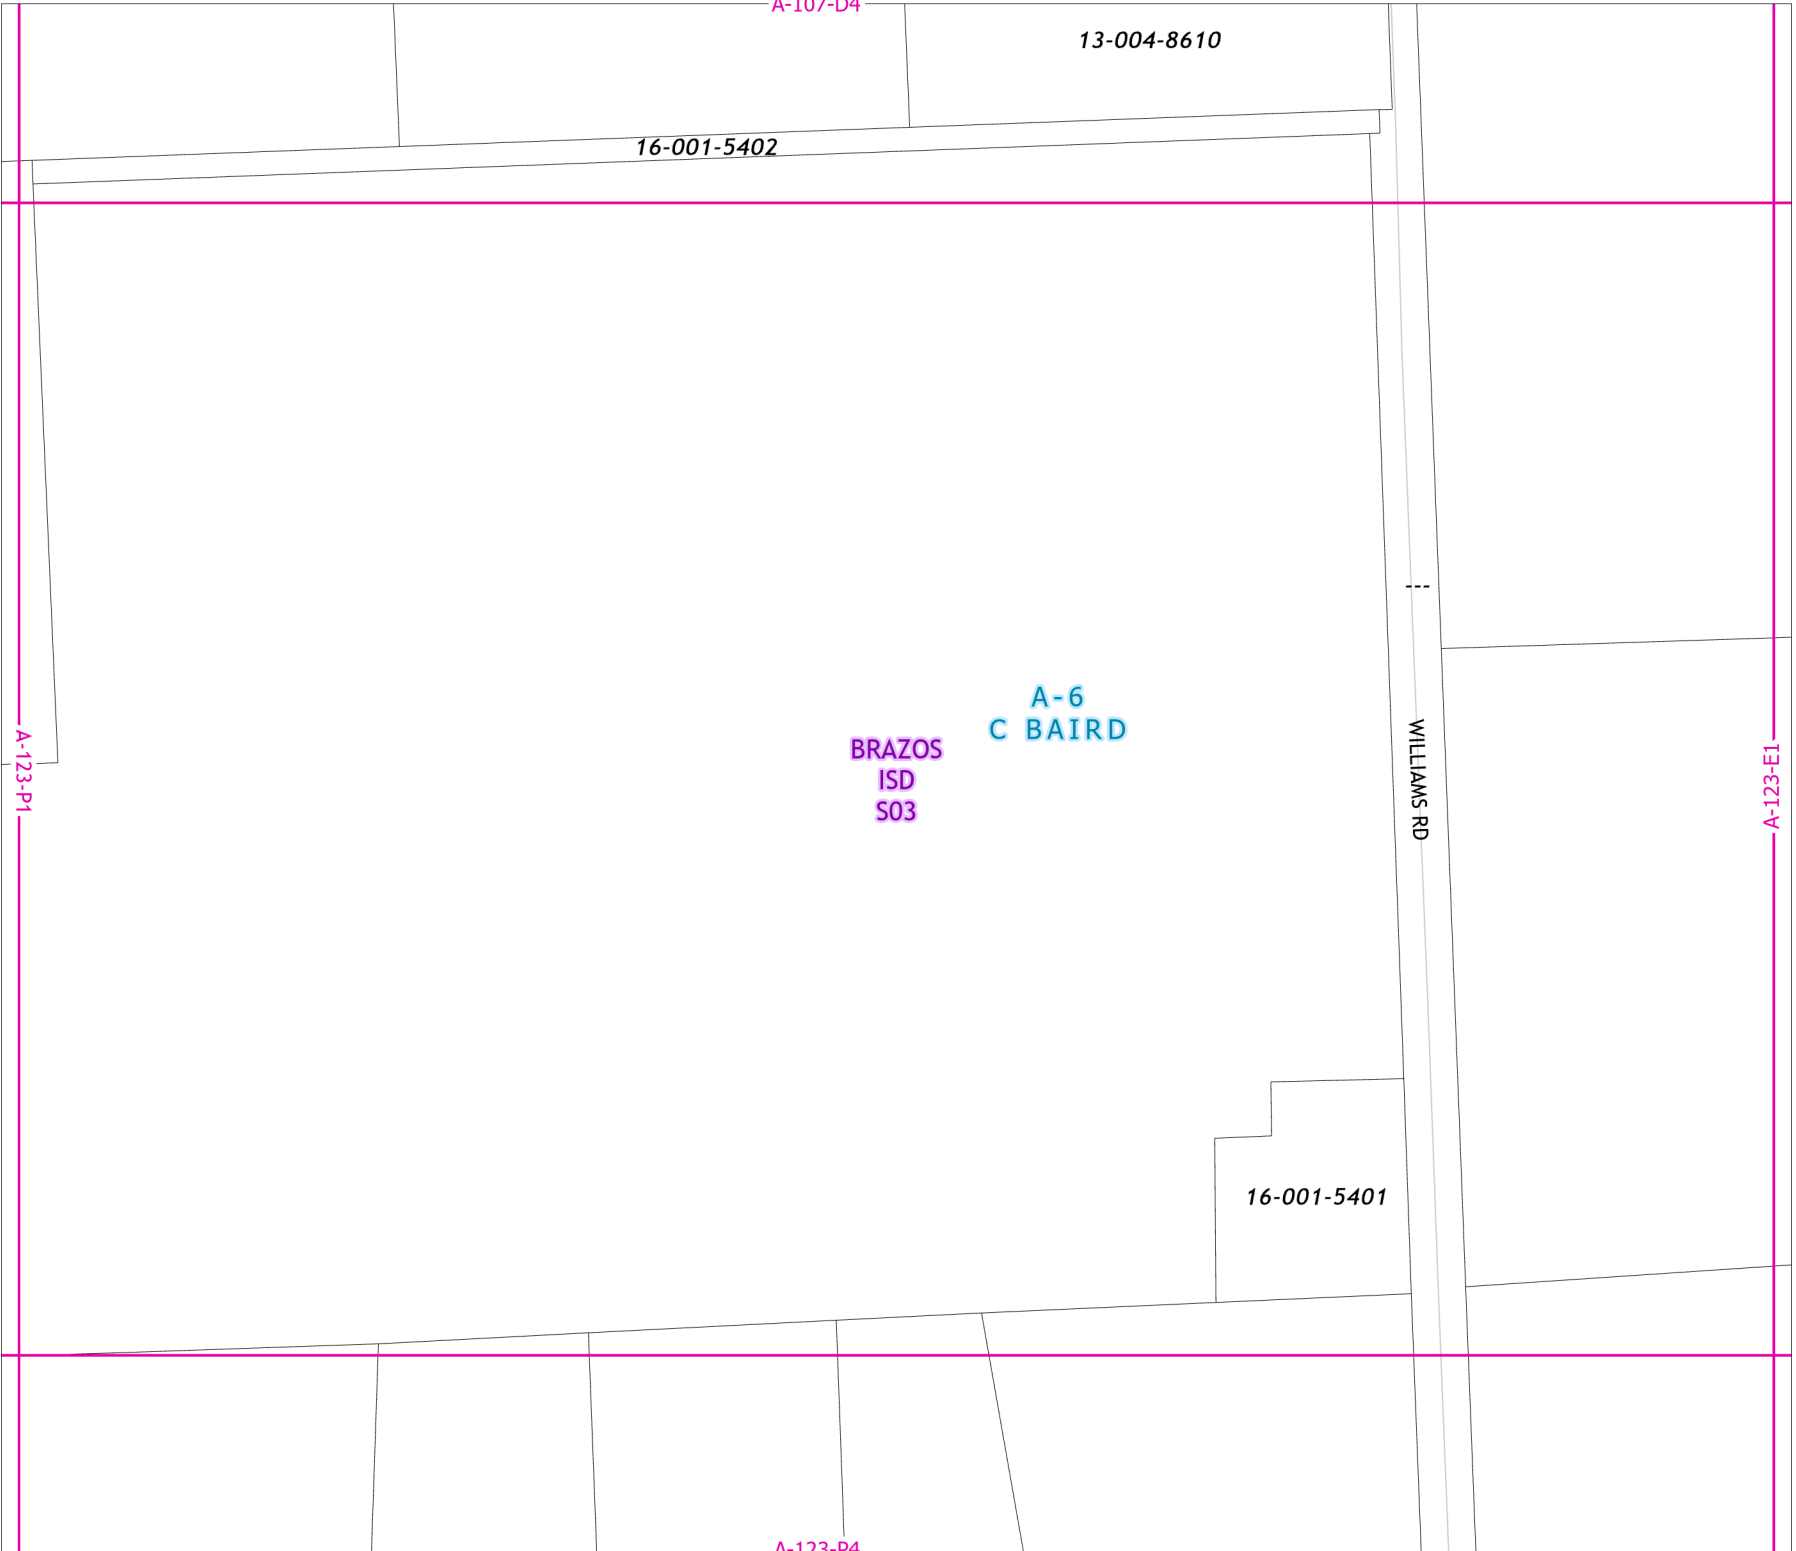 A-107-D4
13-004-8610
16-001-5402
---
A-6
C BAIRD
BRAZOS
ISD
S03
WILLIAMS RD
A-123-P1
A-123-E1
16-001-5401
A-123-P4